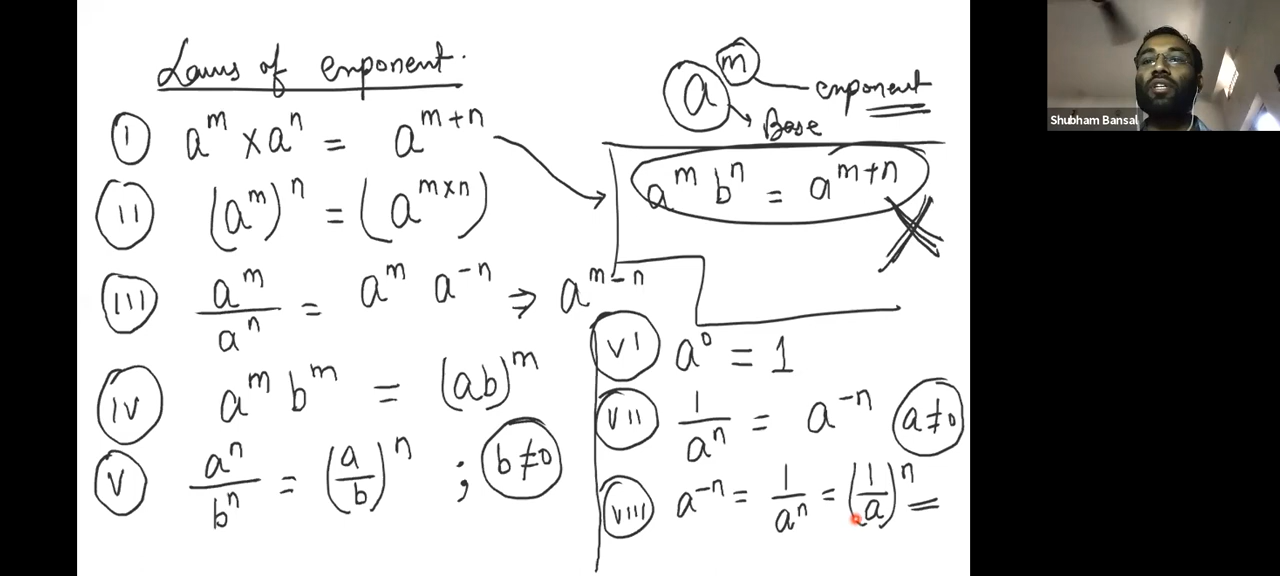 Laws of exponent.
I a^m × a^n = a^{m+n}
II (a^m)^n = (a^{m×n})
III a^m / a^n = a^m a^{-n} ⇒ a^{m-n}
IV a^m b^m = (ab)^m
V a^n / b^n = (a/b)^n ; b≠0
a^m exponent
Base
a^m b^n = a^{m+n}
VI a^0 = 1
VII 1/a^n = a^{-n} a≠0
VIII a^{-n} = 1/a^n = (1/a)^n
Shubham Bansal